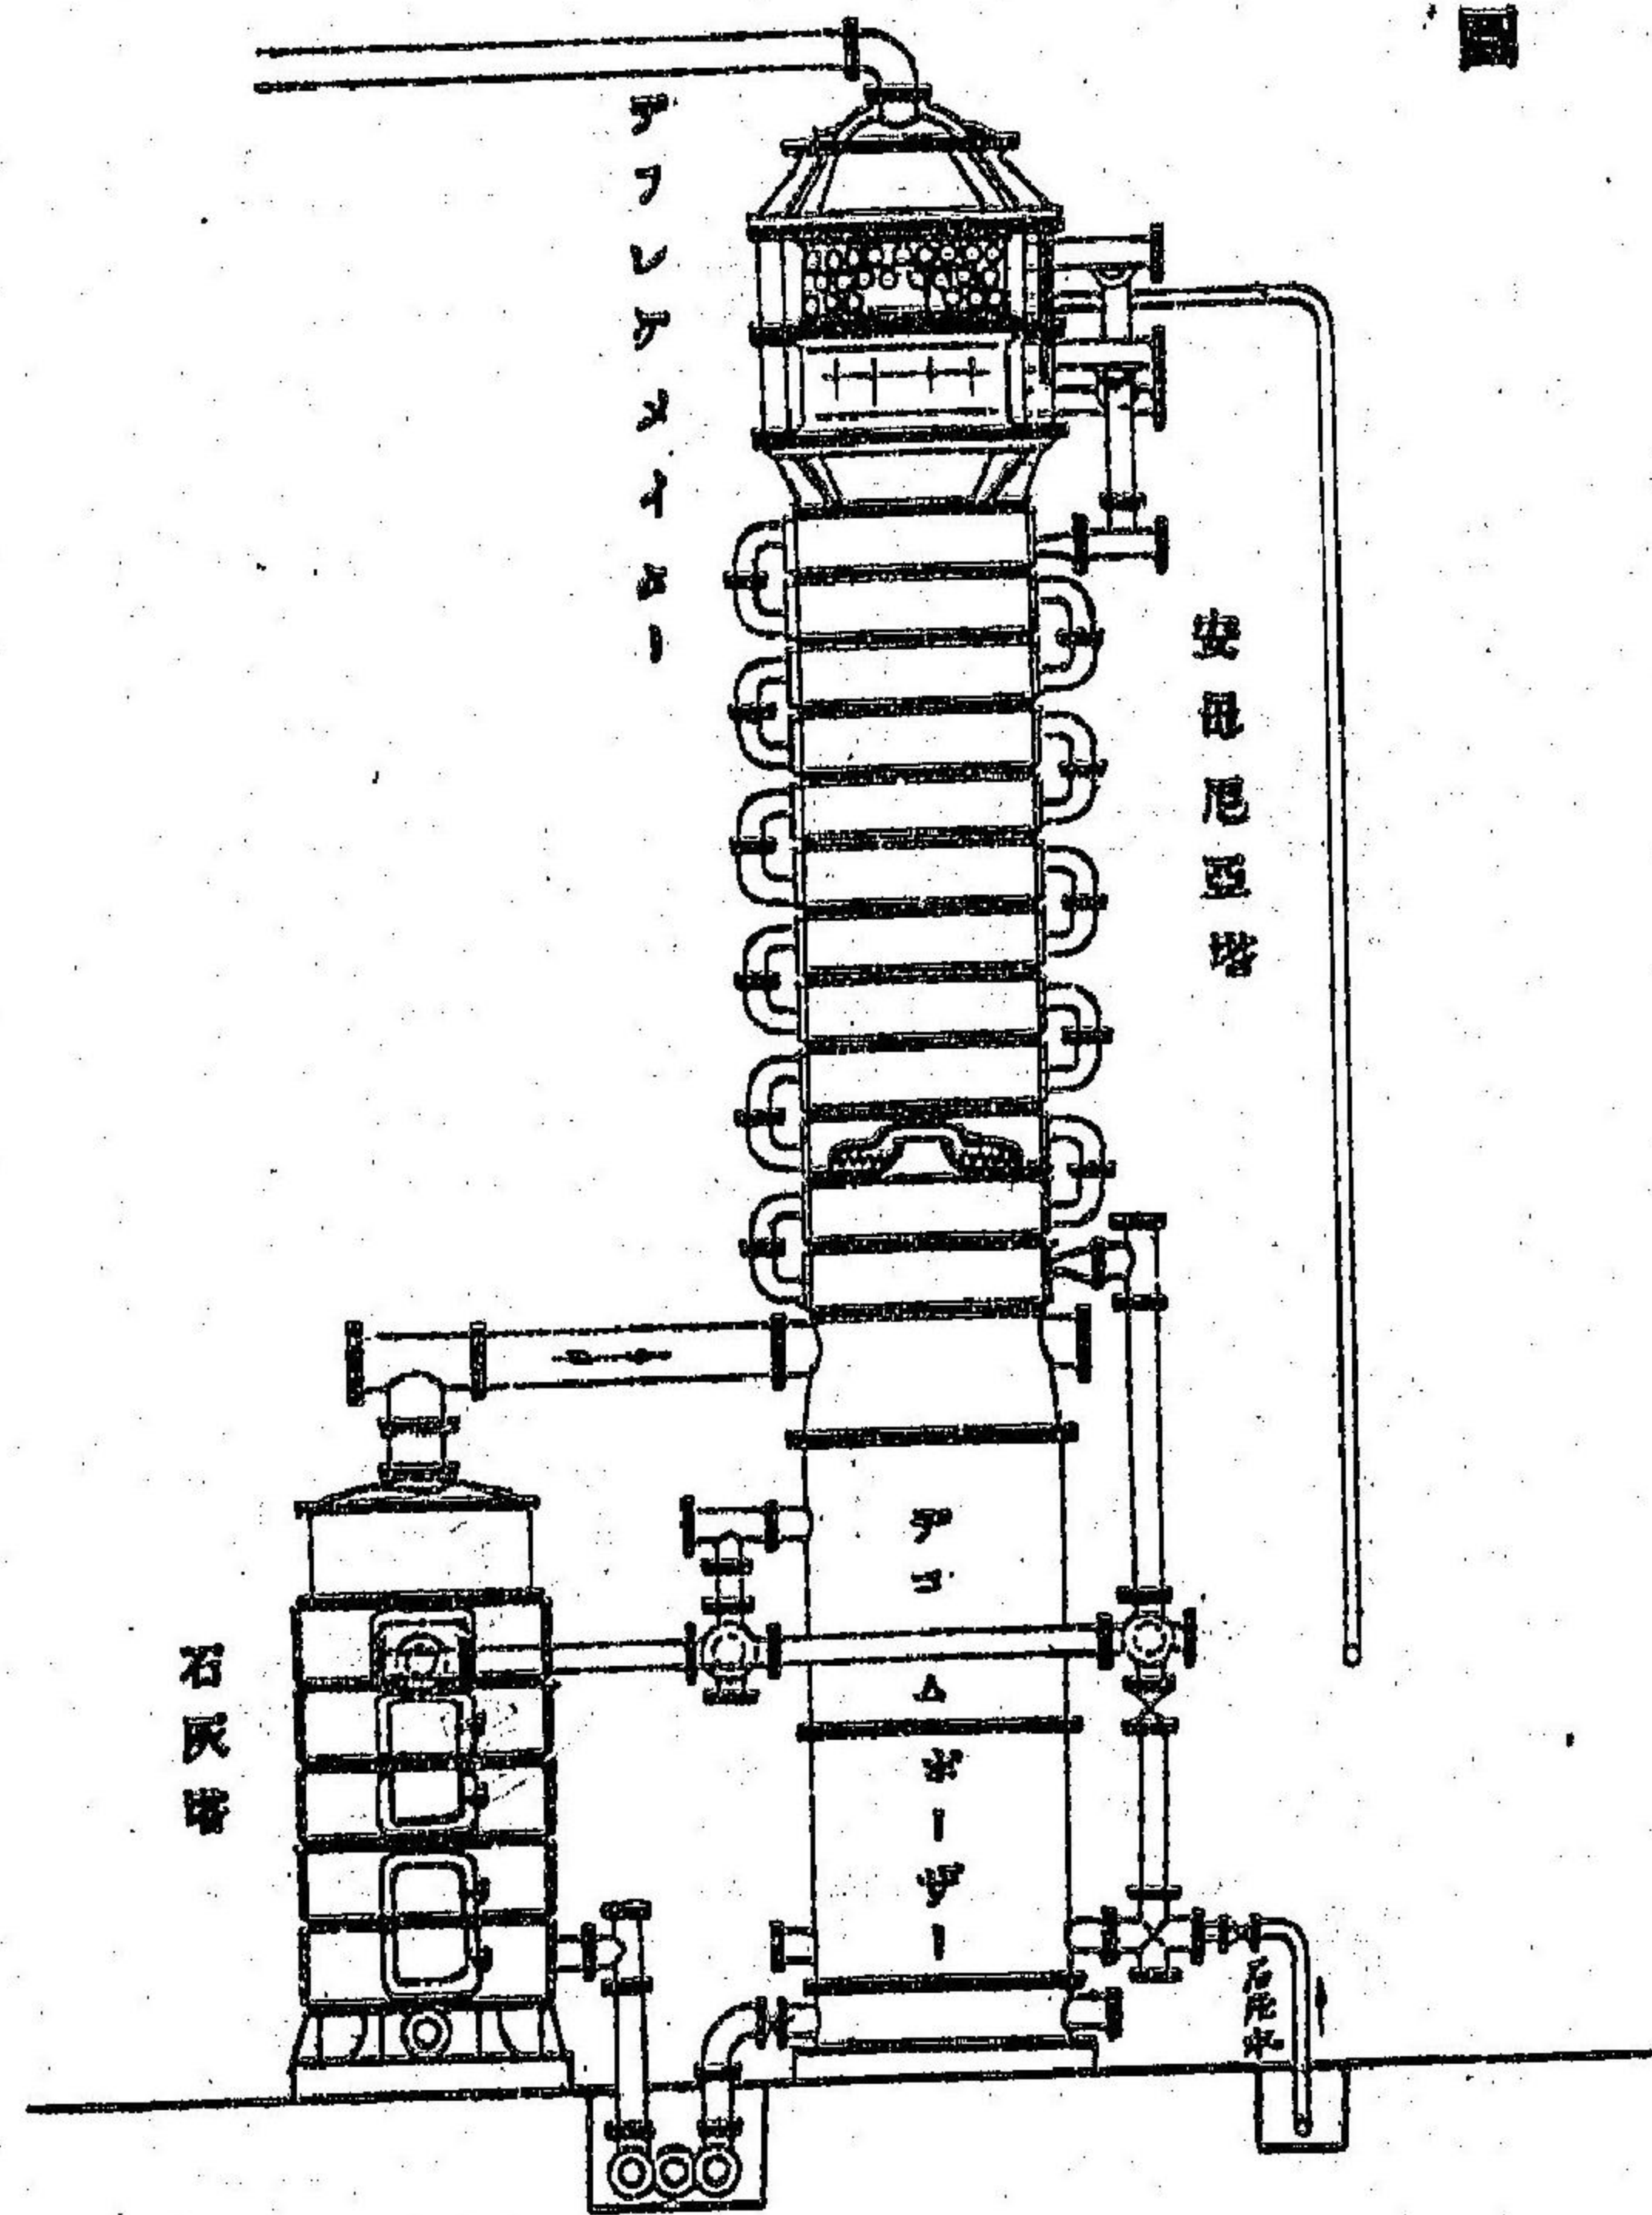 圖
安母尼亞塔
デフレグメイター
デコムポーザー
石灰塔
石灰水